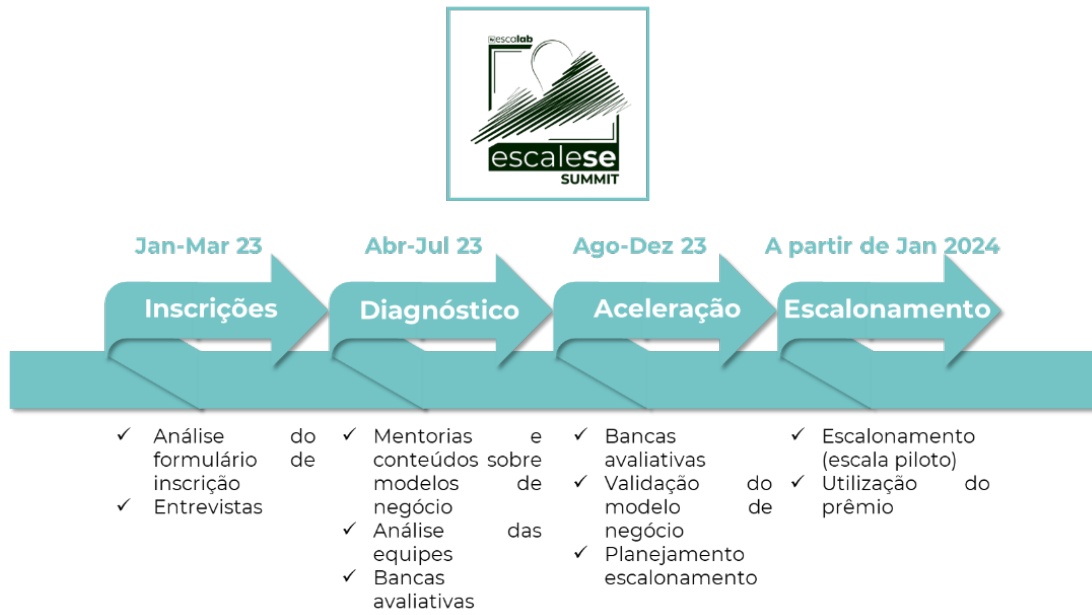 escalab
escalese
SUMMIT
Jan-Mar 23
Abr-Jul 23
Ago-Dez 23
A partir de Jan 2024
Inscrições
Diagnóstico
Aceleração
Escalonamento
✓ Análise do
formulário de
inscrição
✓ Entrevistas
✓ Mentorias e
conteúdos sobre
modelos de
negócio
✓ Análise das
equipes
✓ Bancas
avaliativas
✓ Bancas
avaliativas
✓ Validação do
modelo de
negócio
✓ Planejamento
escalonamento
✓ Escalonamento
(escala piloto)
✓ Utilização do
prêmio